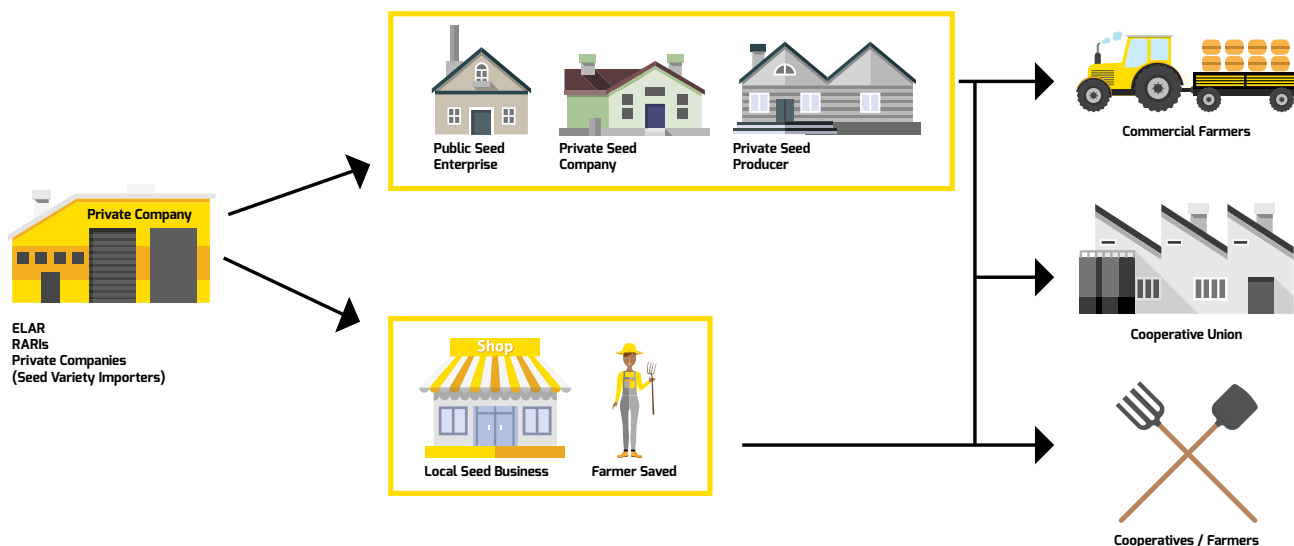 Private Company
ELAR
RARIs
Private Companies
(Seed Variety Importers)
Public Seed
Enterprise
Private Seed
Company
Private Seed
Producer
Shop
Local Seed Business
Farmer Saved
Commercial Farmers
Cooperative Union
Cooperatives / Farmers